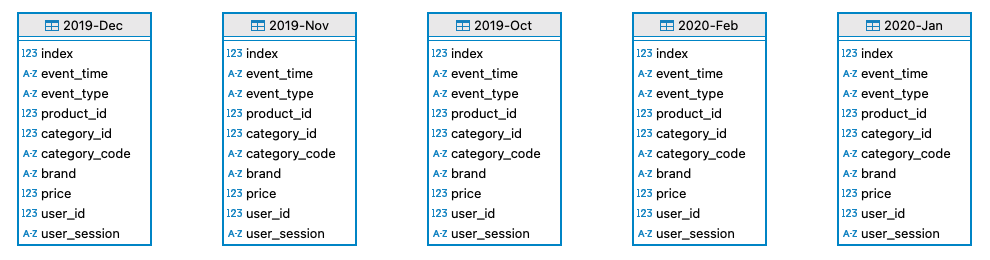 2019-Dec
123 index
A-Z event_time
A-Z event_type
123 product_id
123 category_id
A-Z category_code
A-Z brand
123 price
123 user_id
A-Z user_session
2019-Nov
123 index
A-Z event_time
A-Z event_type
123 product_id
123 category_id
A-Z category_code
A-Z brand
123 price
123 user_id
A-Z user_session
2019-Oct
123 index
A-Z event_time
A-Z event_type
123 product_id
123 category_id
A-Z category_code
A-Z brand
123 price
123 user_id
A-Z user_session
2020-Feb
123 index
A-Z event_time
A-Z event_type
123 product_id
123 category_id
A-Z category_code
A-Z brand
123 price
123 user_id
A-Z user_session
2020-Jan
123 index
A-Z event_time
A-Z event_type
123 product_id
123 category_id
A-Z category_code
A-Z brand
123 price
123 user_id
A-Z user_session